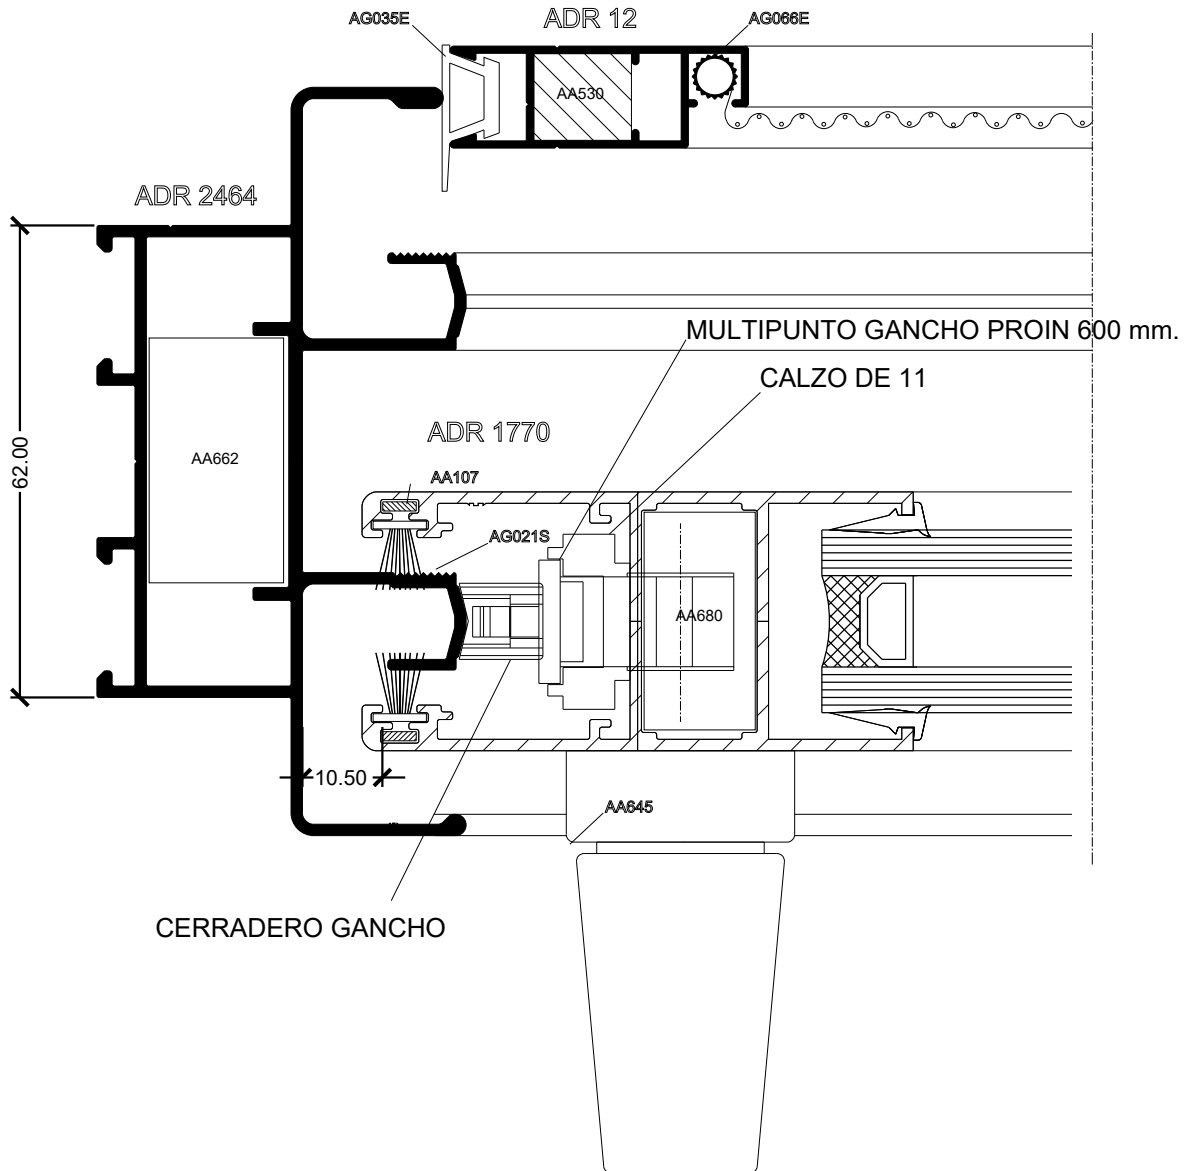 AG035E
ADR 12
AG066E
AA530
ADR 2464
MULTIPUNTO GANCHO PROIN 600 mm.
CALZO DE 11
ADR 1770
62.00
AA662
AA107
AG021S
AA680
10.50
AA645
CERRADERO GANCHO